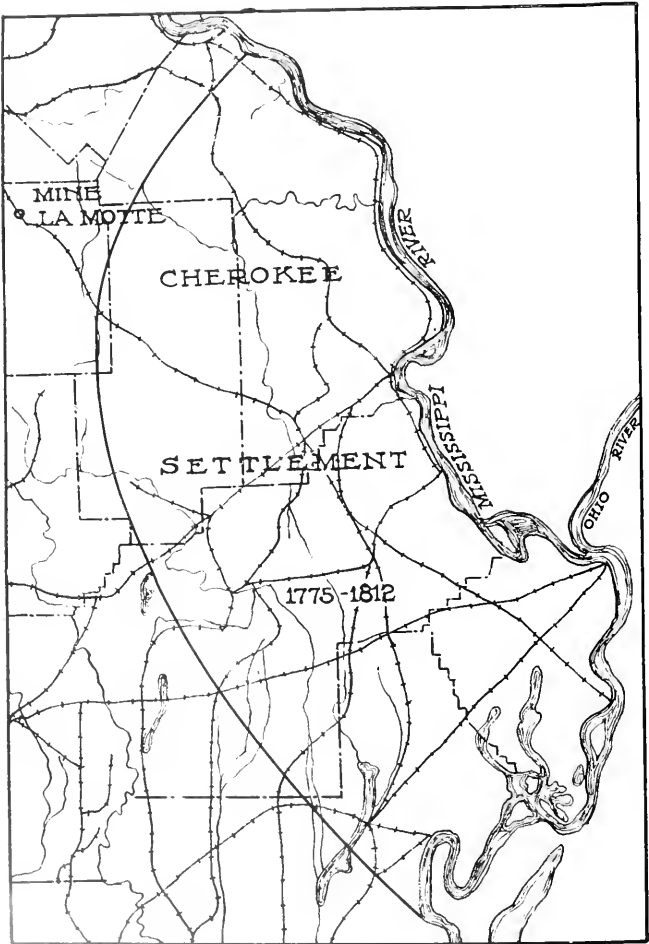 MINE
LA MOTTE
CHEROKEE
RIVER
MISSISSIPPI
SETTLEMENT
OHIO
RIVER
1775-1812